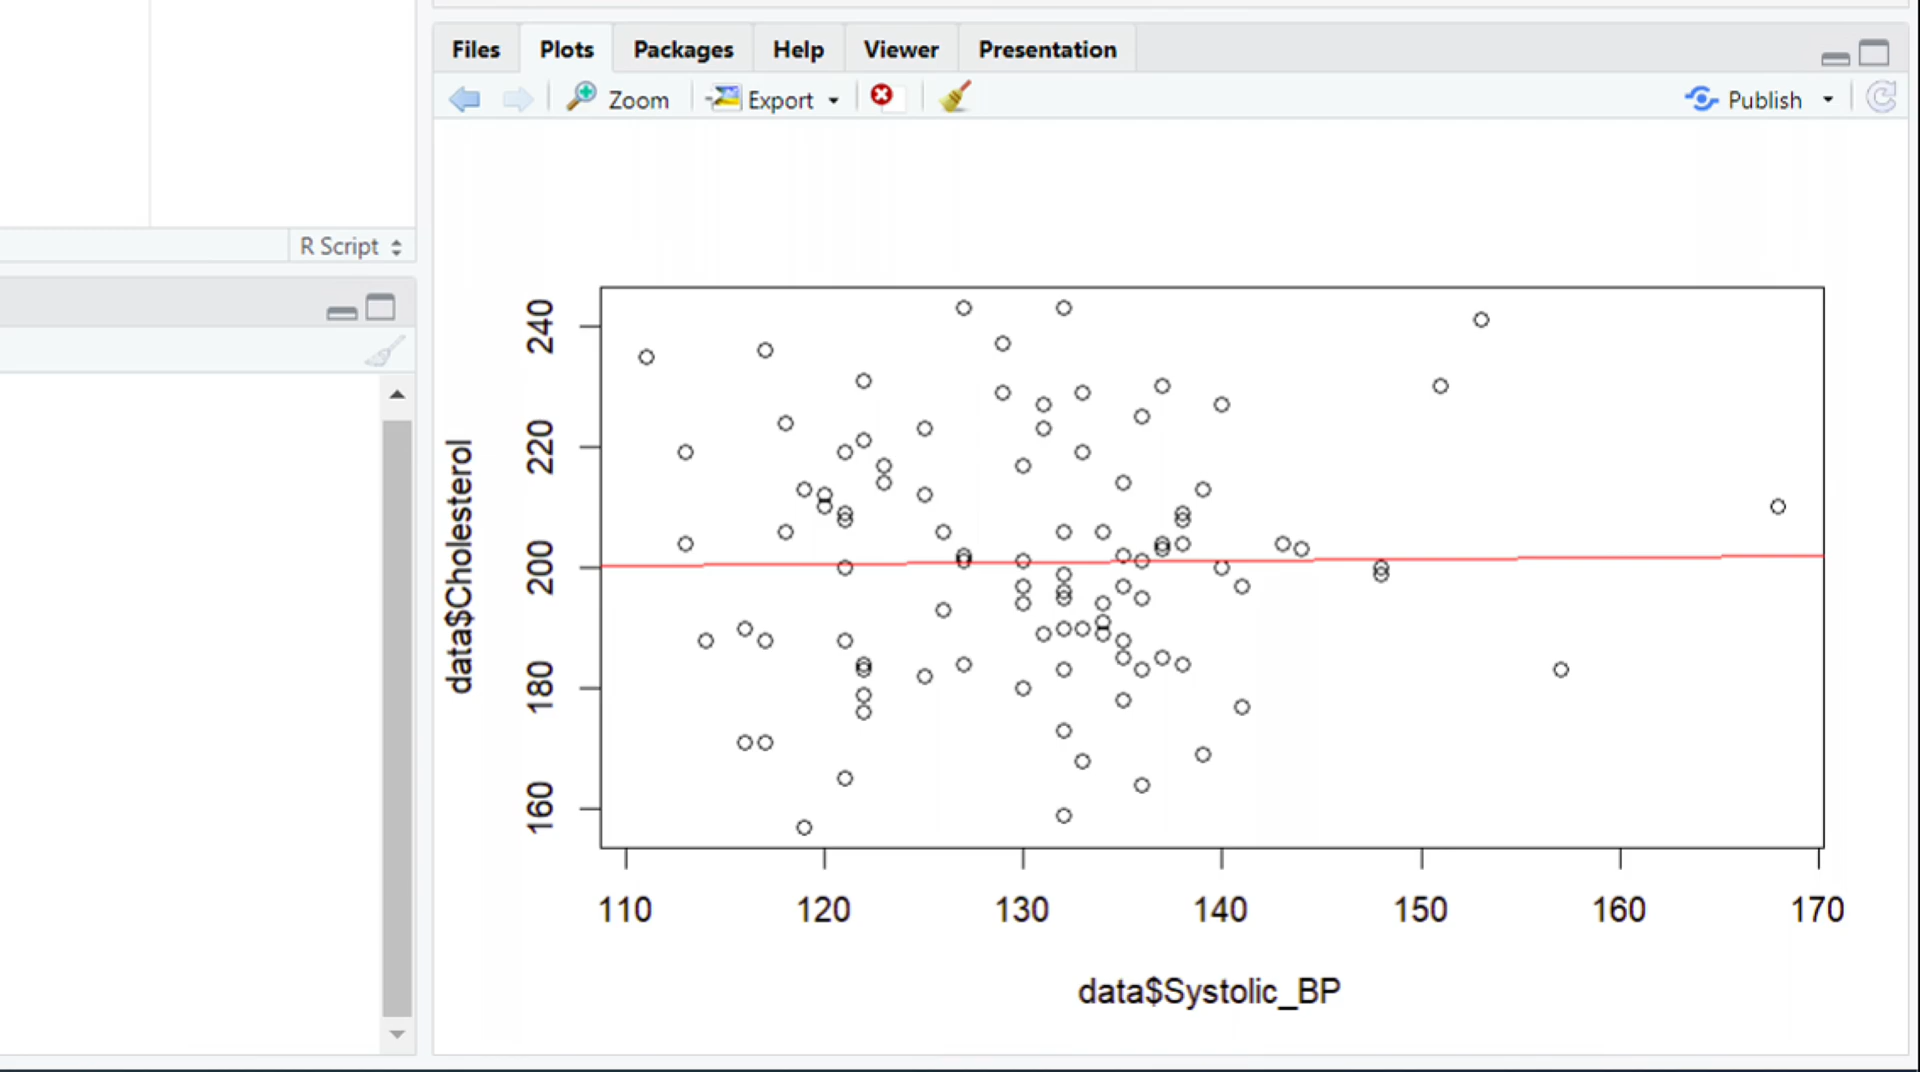 Files Plots Packages Help Viewer Presentation
Zoom Export Publish
R Script
240
220
200
180
160
data$Cholesterol
110 120 130 140 150 160 170
data$Systolic_BP